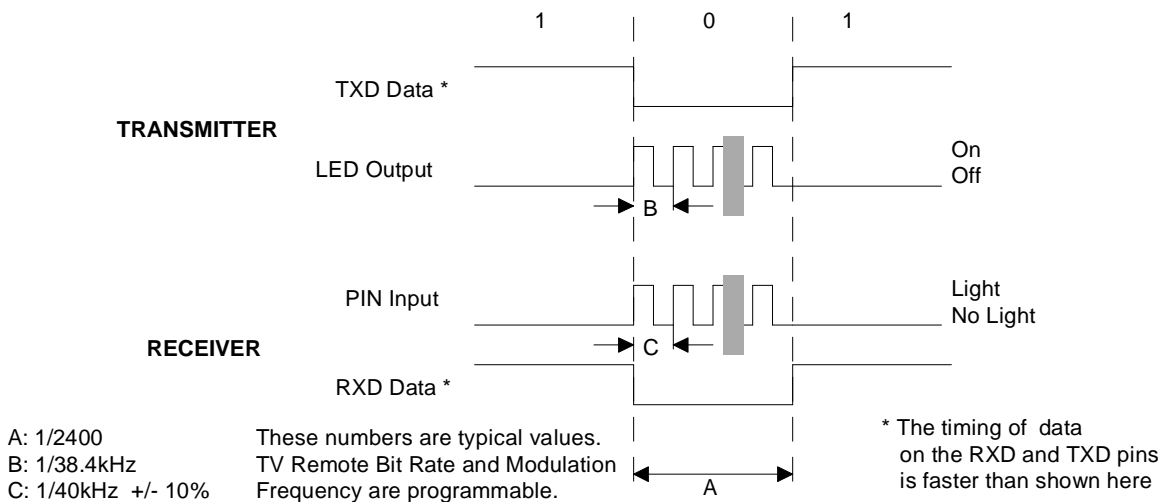 1 0 1
TXD Data *
TRANSMITTER
LED Output
On
Off
B
PIN Input
Light
No Light
RECEIVER
C
RXD Data *
A: 1/2400
B: 1/38.4kHz
C: 1/40kHz +/- 10%
These numbers are typical values.
TV Remote Bit Rate and Modulation
Frequency are programmable.
A
* The timing of data
on the RXD and TXD pins
is faster than shown here